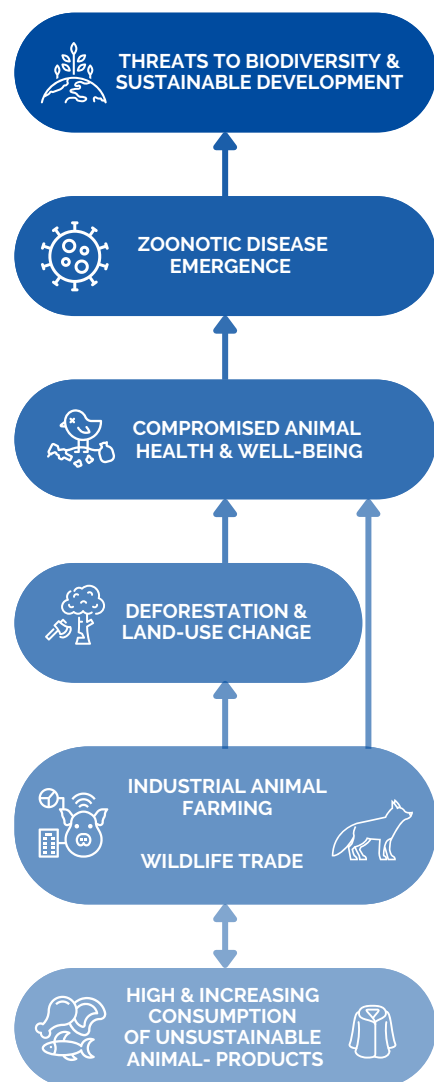 THREATS TO BIODIVERSITY &
SUSTAINABLE DEVELOPMENT
ZOONOTIC DISEASE
EMERGENCE
COMPROMISED ANIMAL
HEALTH & WELL-BEING
DEFORESTATION &
LAND-USE CHANGE
INDUSTRIAL ANIMAL
FARMING
WILDLIFE TRADE
HIGH & INCREASING
CONSUMPTION
OF UNSUSTAINABLE
ANIMAL- PRODUCTS